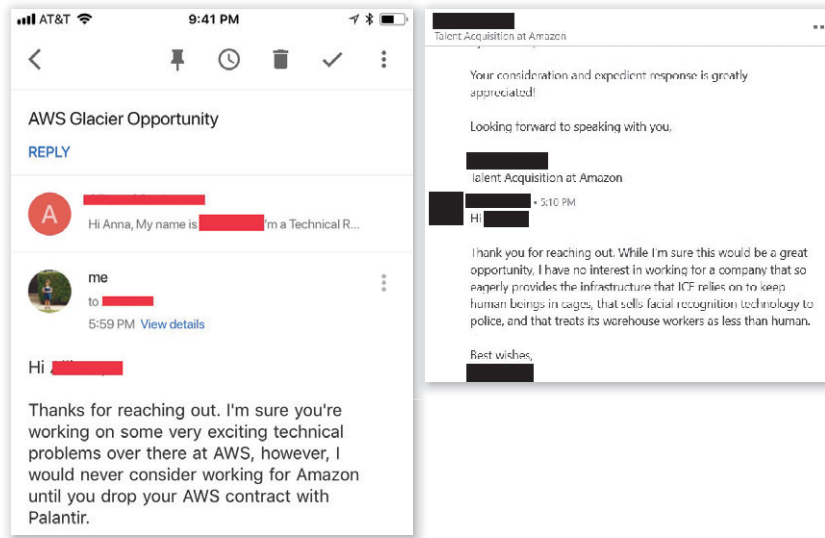 AT&T
9:41 PM
AWS Glacier Opportunity
REPLY
A
Hi Anna, My name is 'm a Technical R...
me
to
5:59 PM View details
Hi
Thanks for reaching out. I'm sure you're
working on some very exciting technical
problems over there at AWS, however, I
would never consider working for Amazon
until you drop your AWS contract with
Palantir.
Talent Acquisition at Amazon
Your consideration and expedient response is greatly
appreciated!
Looking forward to speaking with you,
Talent Acquisition at Amazon
• 5:10 PM
Hi
Thank you for reaching out. While I'm sure this would be a great
opportunity, I have no interest in working for a company that so
eagerly provides the infrastructure that ICE relies on to keep
human beings in cages, that sells facial recognition technology to
police, and that treats its warehouse workers as less than human.
Best wishes,